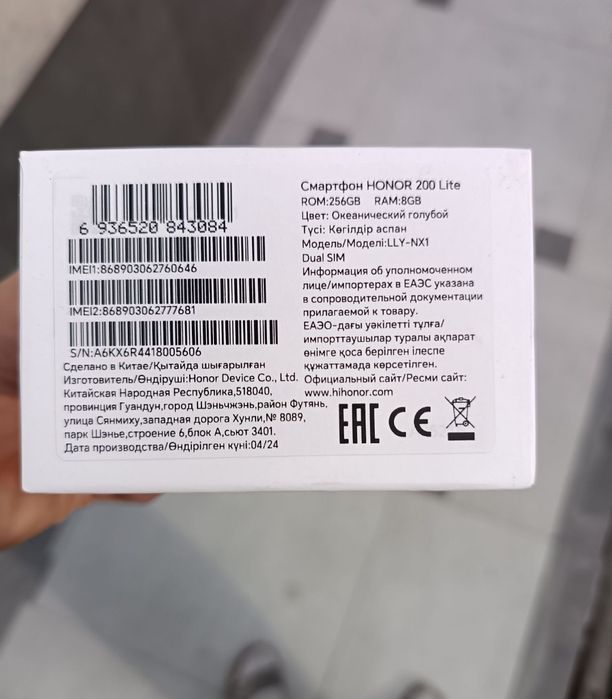 6 936520 843084
IMEI1:868903062760646
IMEI2:868903062777681
S/N:A6KX6R4418005606
Сделано в Китае/Қытайда шығарылған
Изготовитель/Өндіруші:Honor Device Co., Ltd.
Китайская Народная Республика,518040,
провинция Гуандун,город Шэньчжэнь,район Футянь,
улица Сянмиху,западная дорога Хунли,№ 8089,
парк Шэнье,строение 6,блок А,сьют 3401.
Дата производства/Өндірілген күні:04/24
Смартфон HONOR 200 Lite
ROM:256GB RAM:8GB
Цвет: Океанический голубой
Түсі: Көгілдір аспан
Модель/Моделі:LLY-NX1
Dual SIM
Информация об уполномоченном
лице/импортерах в ЕАЭС указана
в сопроводительной документации
прилагаемой к товару.
ЕАЭО-дағы уәкілетті тұлға/
импорттаушылар туралы ақпарат
өнімге қоса берілген ілеспе
құжаттамада көрсетілген.
Официальный сайт/Ресми сайт:
www.hihonor.com
EAC CE